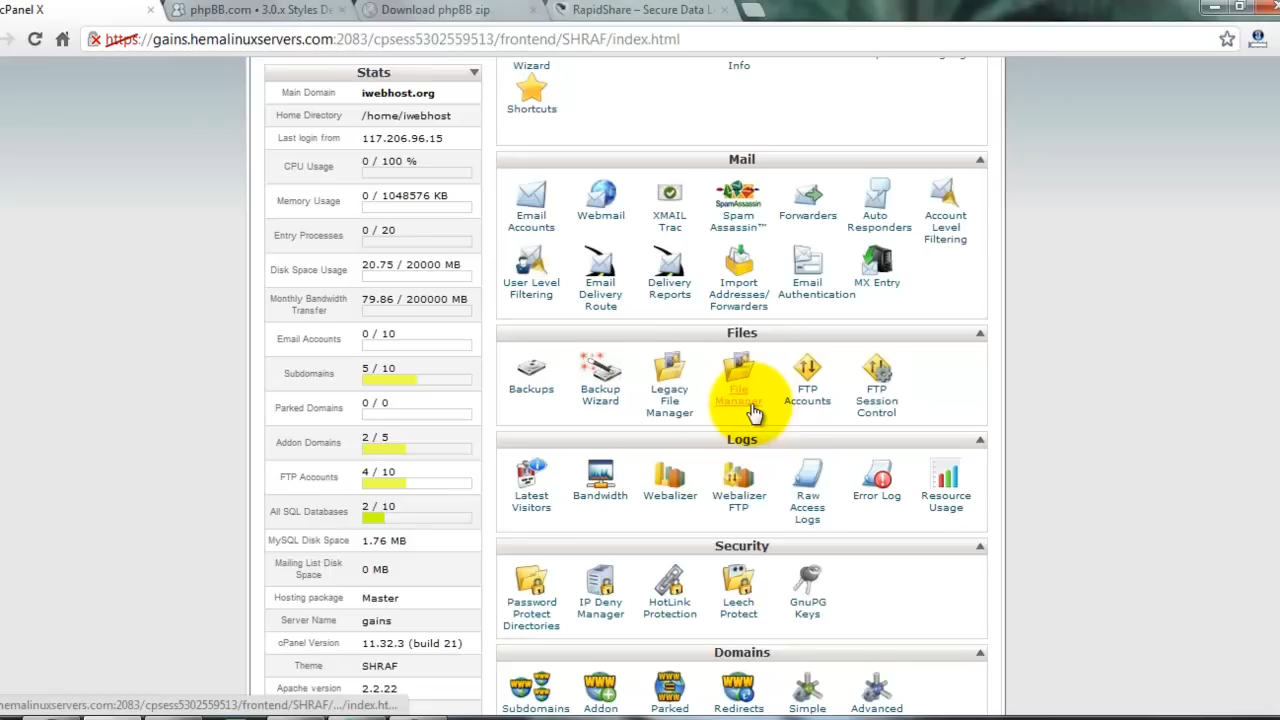 cPanel X
phpBB.com • 3.0.x Styles De
Download phpBB zip
RapidShare – Secure Data L
https://gains.hemalinuxservers.com:2083/cpsess5302559513/frontend/SHRAF/index.html
Stats
Main Domain iwebhost.org
Home Directory /home/iwebhost
Last login from 117.206.96.15
CPU Usage 0 / 100 %
Memory Usage 0 / 1048576 KB
Entry Processes 0 / 20
Disk Space Usage 20.75 / 20000 MB
Monthly Bandwidth Transfer 79.86 / 200000 MB
Email Accounts 0 / 10
Subdomains 5 / 10
Parked Domains 0 / 0
Addon Domains 2 / 5
FTP Accounts 4 / 10
All SQL Databases 2 / 10
MySQL Disk Space 1.76 MB
Mailing List Disk Space 0 MB
Hosting package Master
Server Name gains
cPanel Version 11.32.3 (build 21)
Theme SHRAF
Apache version 2.2.22
Wizard
Info
Shortcuts
Mail
Email Accounts
Webmail
XMAIL Trac
SpamAssassin
Spam Assassin™
Forwarders
Auto Responders
Account Level Filtering
User Level Filtering
Email Delivery Route
Delivery Reports
Import Addresses/ Forwarders
Email Authentication
MX Entry
Files
Backups
Backup Wizard
Legacy File Manager
File Manager
FTP Accounts
FTP Session Control
Logs
Latest Visitors
Bandwidth
Webalizer
Webalizer FTP
Raw Access Logs
Error Log
Resource Usage
Security
Password Protect Directories
IP Deny Manager
HotLink Protection
Leech Protect
GnuPG Keys
Domains
Subdomains
Addon
Parked
Redirects
Simple
Advanced
hemalinuxservers.com:2083/cpsess5302559513/frontend/SHRAF/.../index.ht...